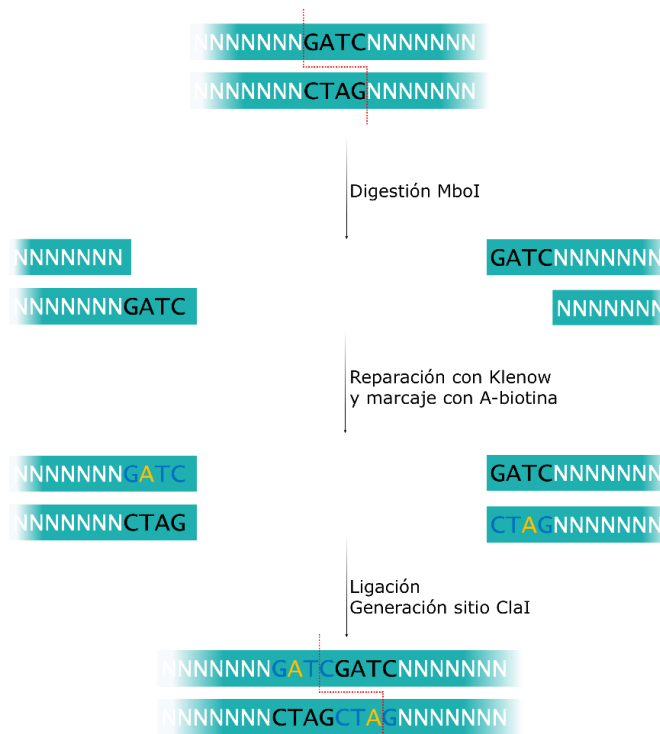 NNNNNNNGATCNNNNNNN
NNNNNNNCTAGNNNNNNN
Digestión MboI
NNNNNNN
GATCNNNNNNN
NNNNNNNGATC
NNNNNNN
Reparación con Klenow
y marcaje con A-biotina
NNNNNNNGATC
GATCNNNNNNN
NNNNNNNCTAG
CTAGNNNNNNN
Ligación
Generación sitio ClaI
NNNNNNNGATCGATCNNNNNNN
NNNNNNNCTAGCTAGNNNNNNN